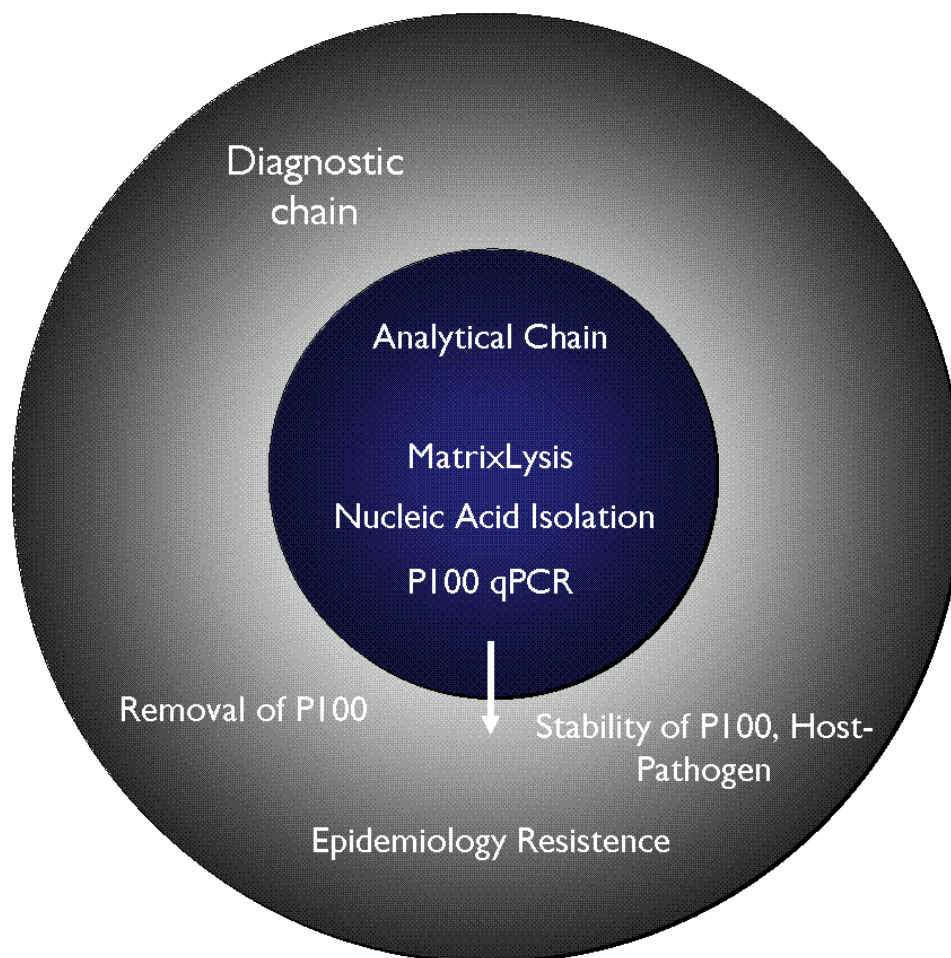 Diagnostic
chain
Analytical Chain
MatrixLysis
Nucleic Acid Isolation
P100 qPCR
Removal of P100
Stability of P100, Host-
Pathogen
Epidemiology Resistence